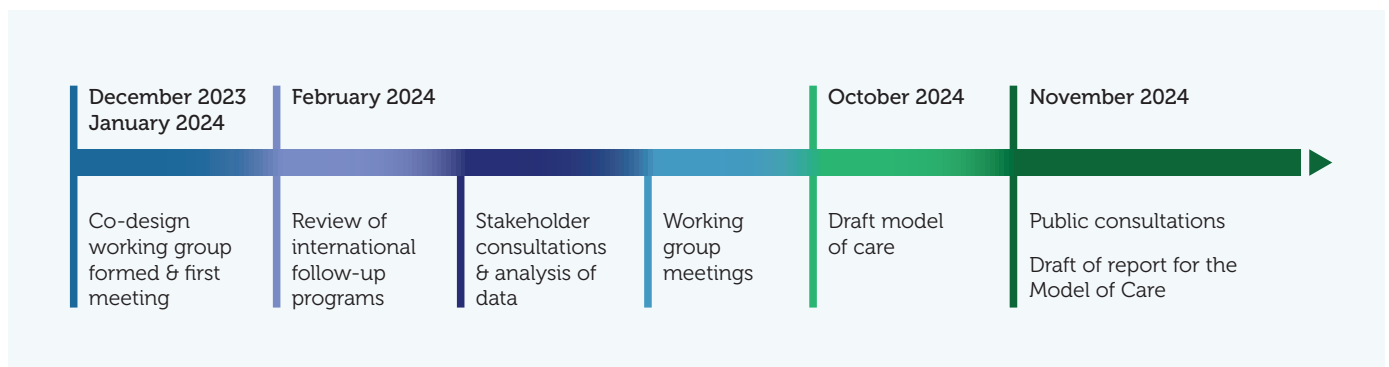 December 2023
January 2024
February 2024
October 2024
November 2024
Co-design
working group
formed & first
meeting
Review of
international
follow-up
programs
Stakeholder
consultations
& analysis of
data
Working
group
meetings
Draft model
of care
Public consultations
Draft of report for the
Model of Care